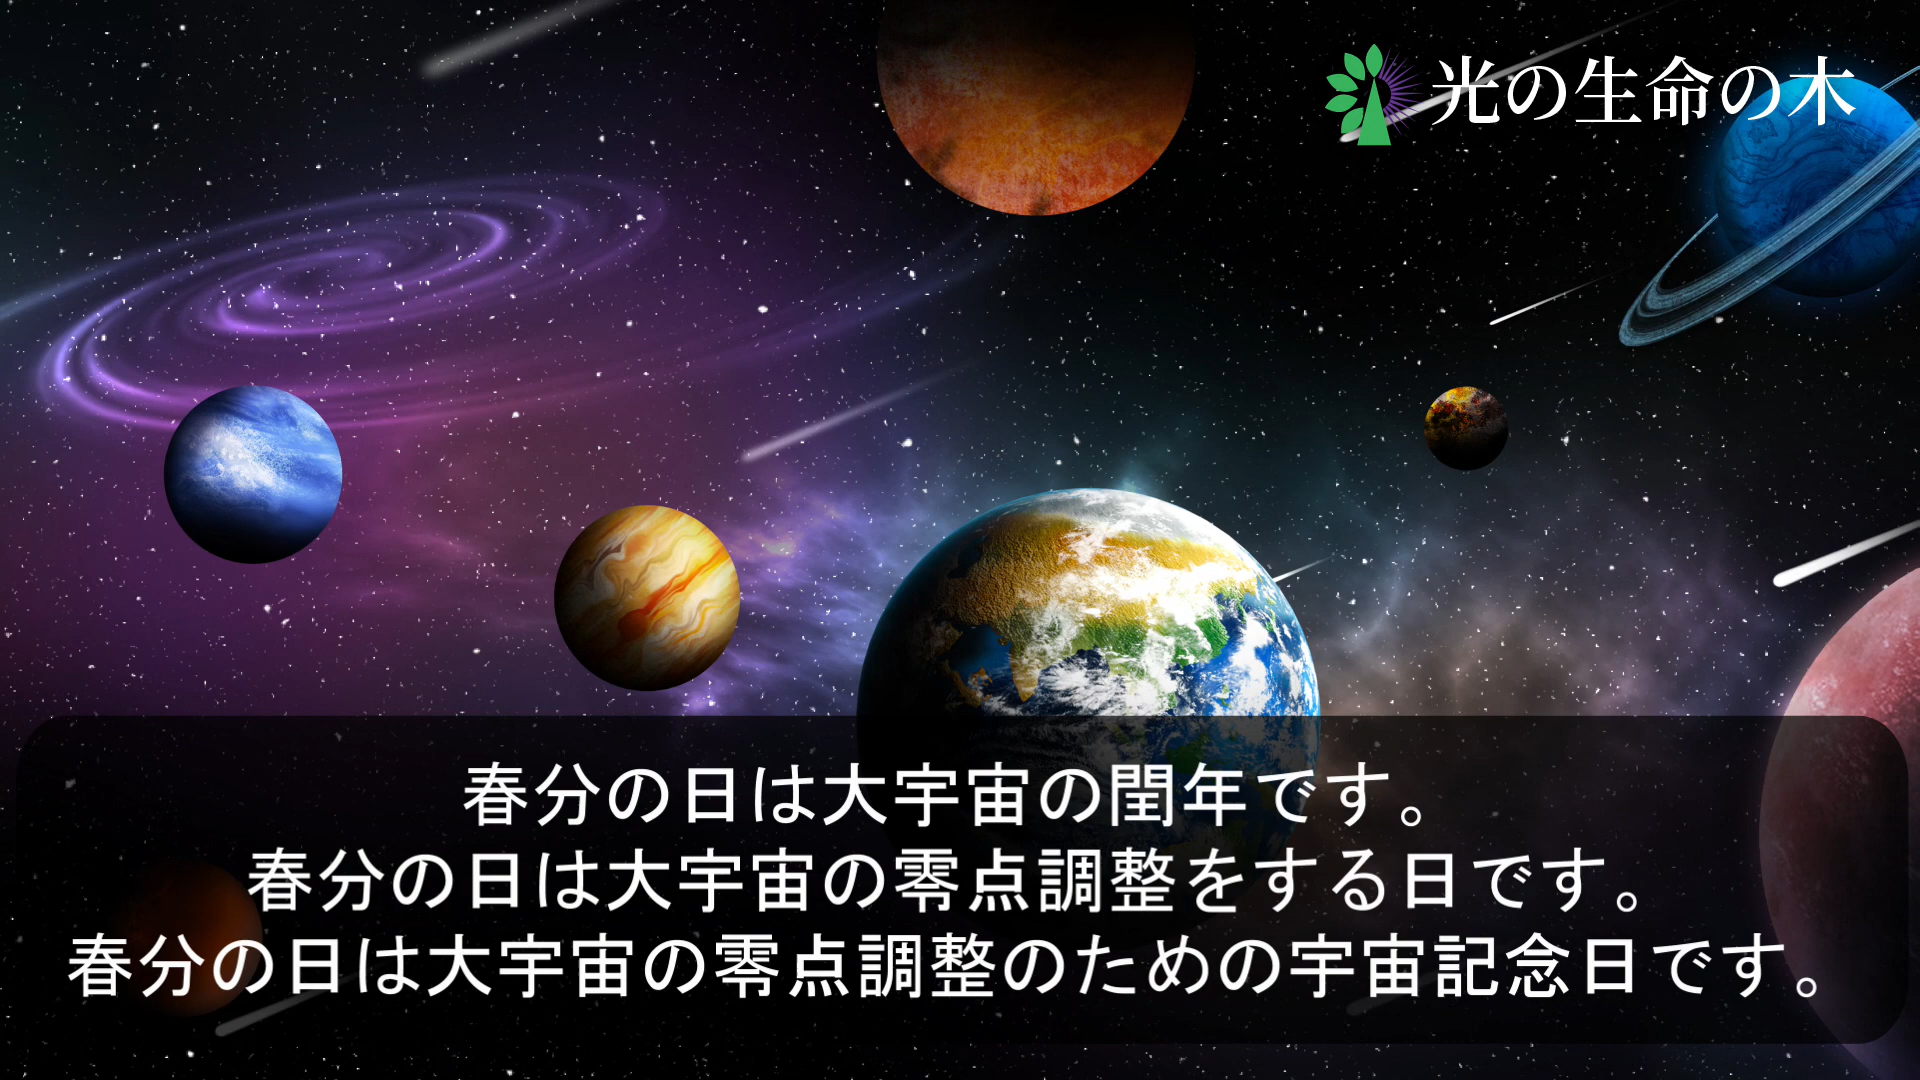 光の生命の木
春分の日は大宇宙の閏年です。
春分の日は大宇宙の零点調整をする日です。
春分の日は大宇宙の零点調整のための宇宙記念日です。